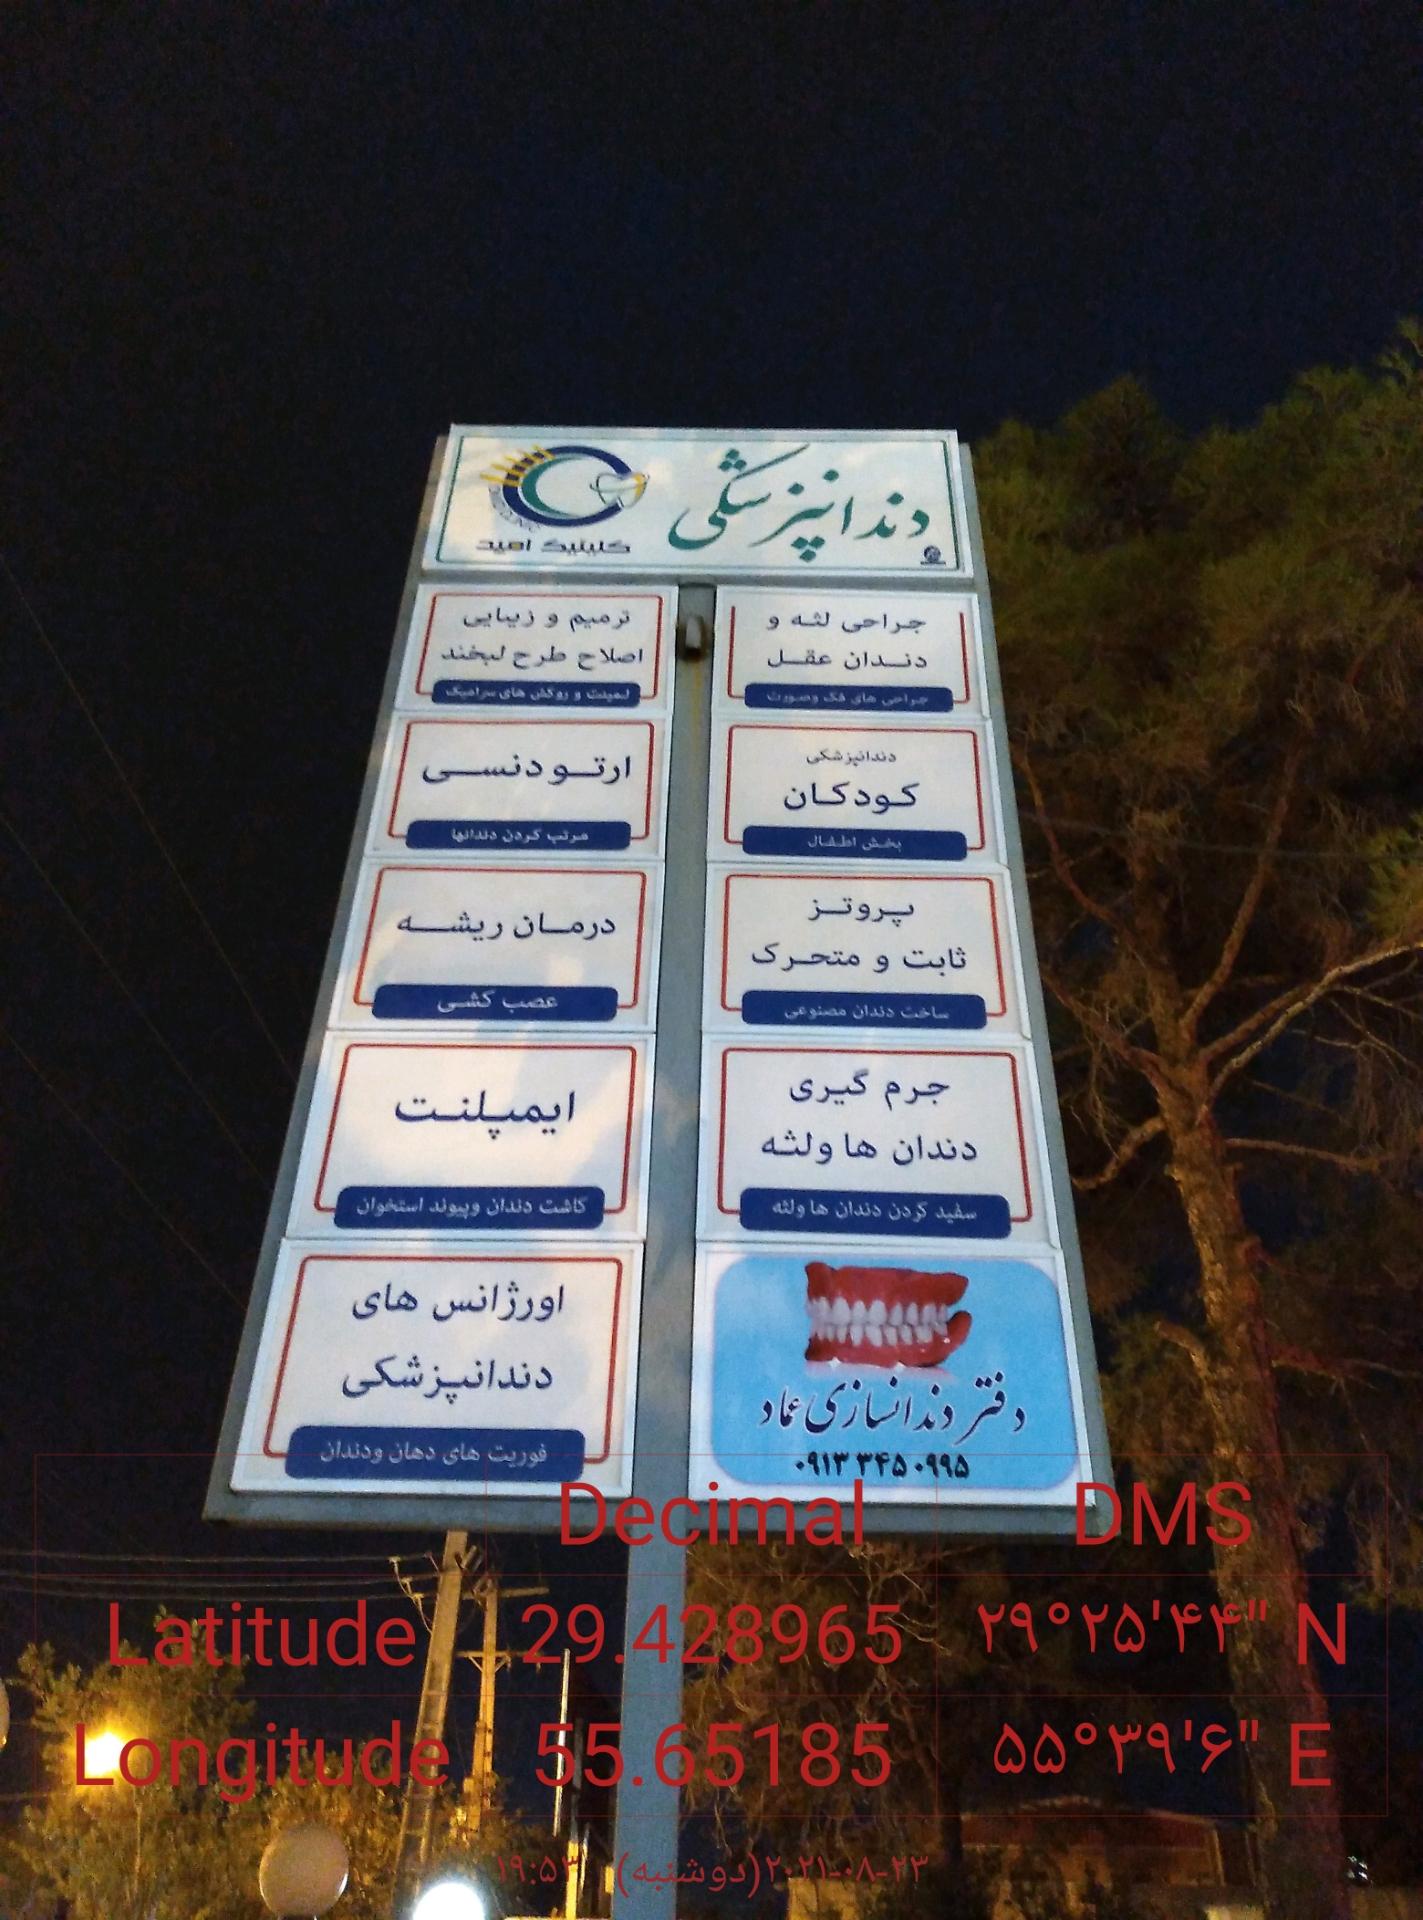 دندانپزشکی
کلینیک امید
جراحی لثه و
دندان عقل
جراحی های فک وصورت
ترمیم و زیبایی
اصلاح طرح لبخند
لمینت و روکش های سرامیک
دندانپزشکی
کودکان
بخش اطفال
ارتودنسی
مرتب کردن دندانها
پروتز
ثابت و متحرک
ساخت دندان مصنوعی
درمان ریشه
عصب کشی
جرم گیری
دندان ها ولثه
سفید کردن دندان ها ولثه
ایمپلنت
کاشت دندان وپیوند استخوان
دفتر دندانسازی عماد
۰۹۱۳ ۳۴۵ ۰۹۹۵
اورژانس های
دندانپزشکی
فوریت های دهان ودندان
Decimal DMS
Latitude 29.428965 ۲۹°۲۵'۴۴" N
Longitude 55.65185 ۵۵°۳۹'۶" E
۲۰۲۱-۰۸-۲۳(دوشنبه) ۱۹:۵۳